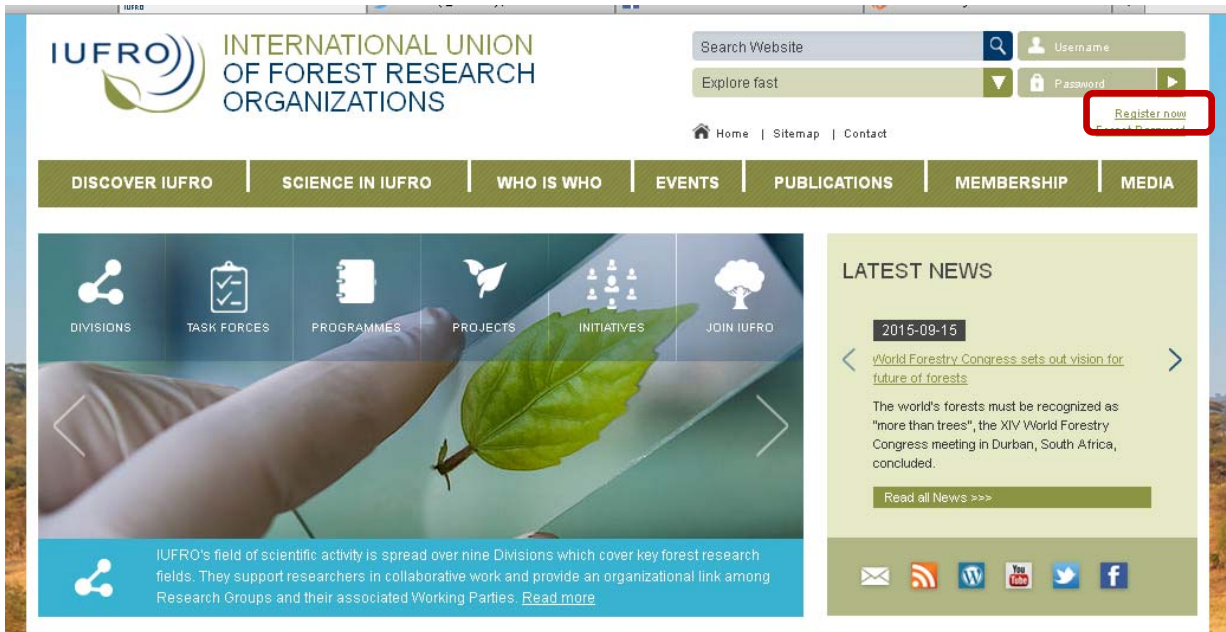 IUFRO
INTERNATIONAL UNION
OF FOREST RESEARCH
ORGANIZATIONS
Search Website
Username
Explore fast
Password
Register now
Forgot Password
Home | Sitemap | Contact
DISCOVER IUFRO
SCIENCE IN IUFRO
WHO IS WHO
EVENTS
PUBLICATIONS
MEMBERSHIP
MEDIA
DIVISIONS
TASK FORCES
PROGRAMMES
PROJECTS
INITIATIVES
JOIN IUFRO
LATEST NEWS
2015-09-15
World Forestry Congress sets out vision for
future of forests
The world's forests must be recognized as
"more than trees", the XIV World Forestry
Congress meeting in Durban, South Africa,
concluded.
Read all News >>>
IUFRO's field of scientific activity is spread over nine Divisions which cover key forest research
fields. They support researchers in collaborative work and provide an organizational link among
Research Groups and their associated Working Parties. Read more
You
Tube